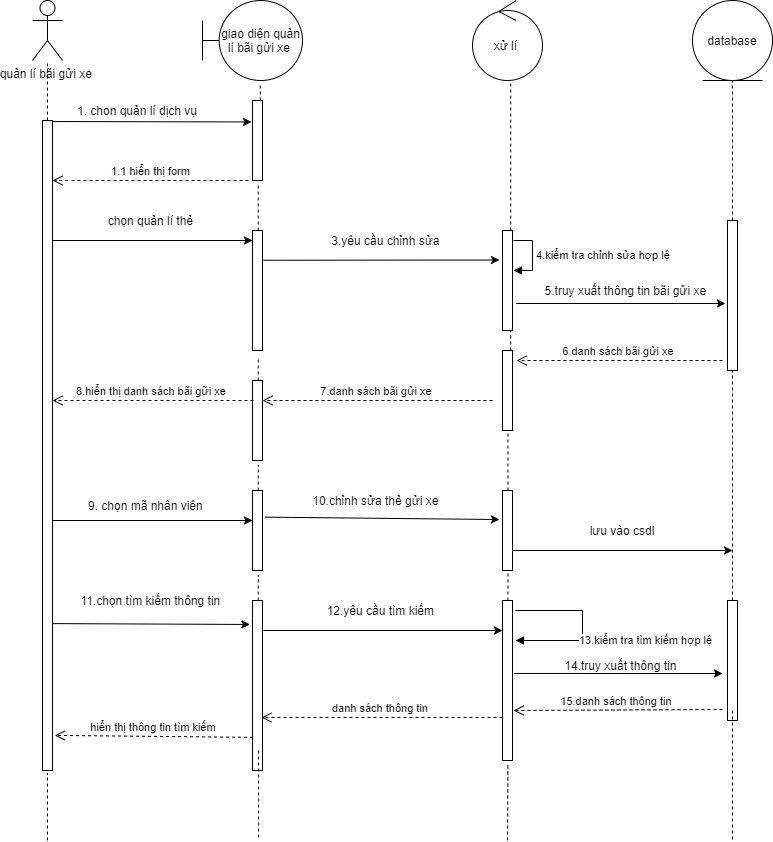 giao diện quản
lí bãi gửi xe
xử lí
database
quản lí bãi gửi xe
1. chon quản lí dịch vụ
1.1 hiển thị form
chọn quản lí thẻ
3.yêu cầu chỉnh sửa
4.kiểm tra chỉnh sửa hợp lệ
5.truy xuất thông tin bãi gửi xe
6.danh sách bãi gửi xe
8.hiển thị danh sách bãi gữi xe
7.danh sách bãi gửi xe
9. chọn mã nhân viên
10.chỉnh sửa thẻ gửi xe
lưu vào csdl
11.chọn tìm kiếm thông tin
12.yêu cầu tìm kiếm
13.kiểm tra tìm kiếm hợp lệ
14.truy xuất thông tin
15.danh sách thông tin
danh sách thông tin
hiển thị thông tin tìm kiếm